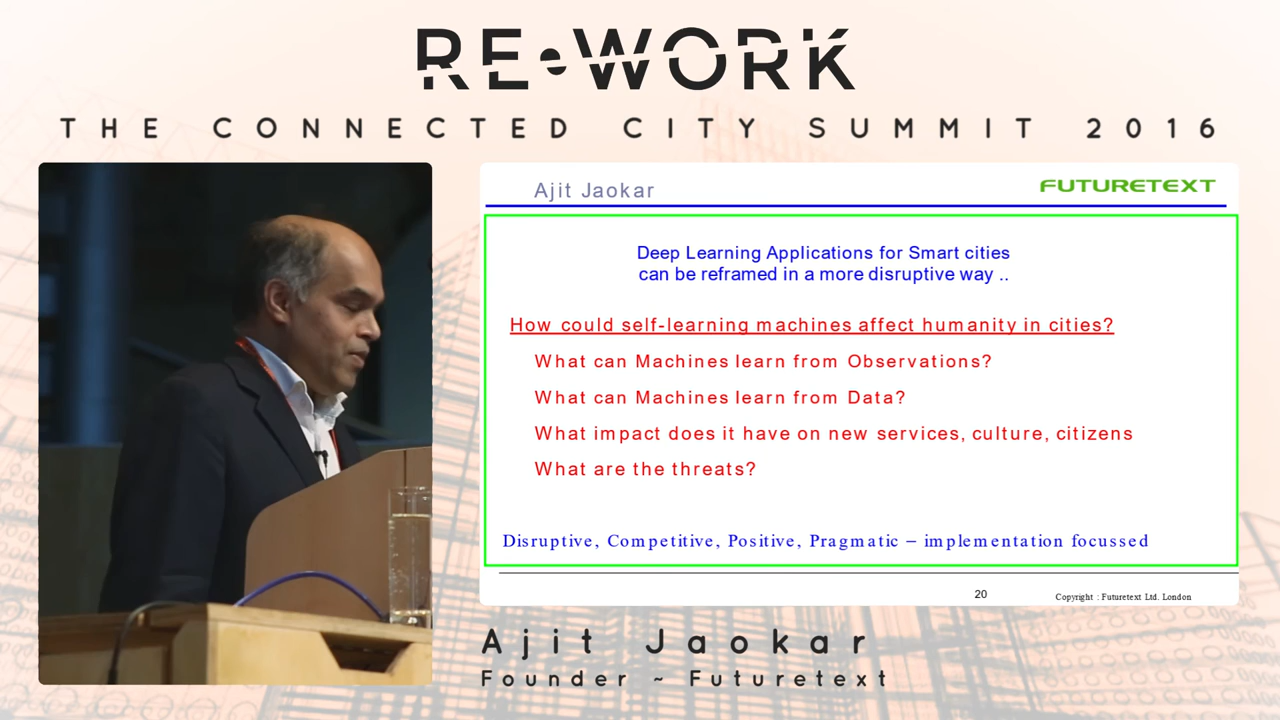 RE•WORK
THE CONNECTED CITY SUMMIT 2016
Ajit Jaokar
FUTURETEXT
Deep Learning Applications for Smart cities
can be reframed in a more disruptive way ..
How could self-learning machines affect humanity in cities?
What can Machines learn from Observations?
What can Machines learn from Data?
What impact does it have on new services, culture, citizens
What are the threats?
Disruptive, Competitive, Positive, Pragmatic – implementation focussed
20
Copyright : Futuretext Ltd. London
Ajit Jaokar
Founder ~ Futuretext